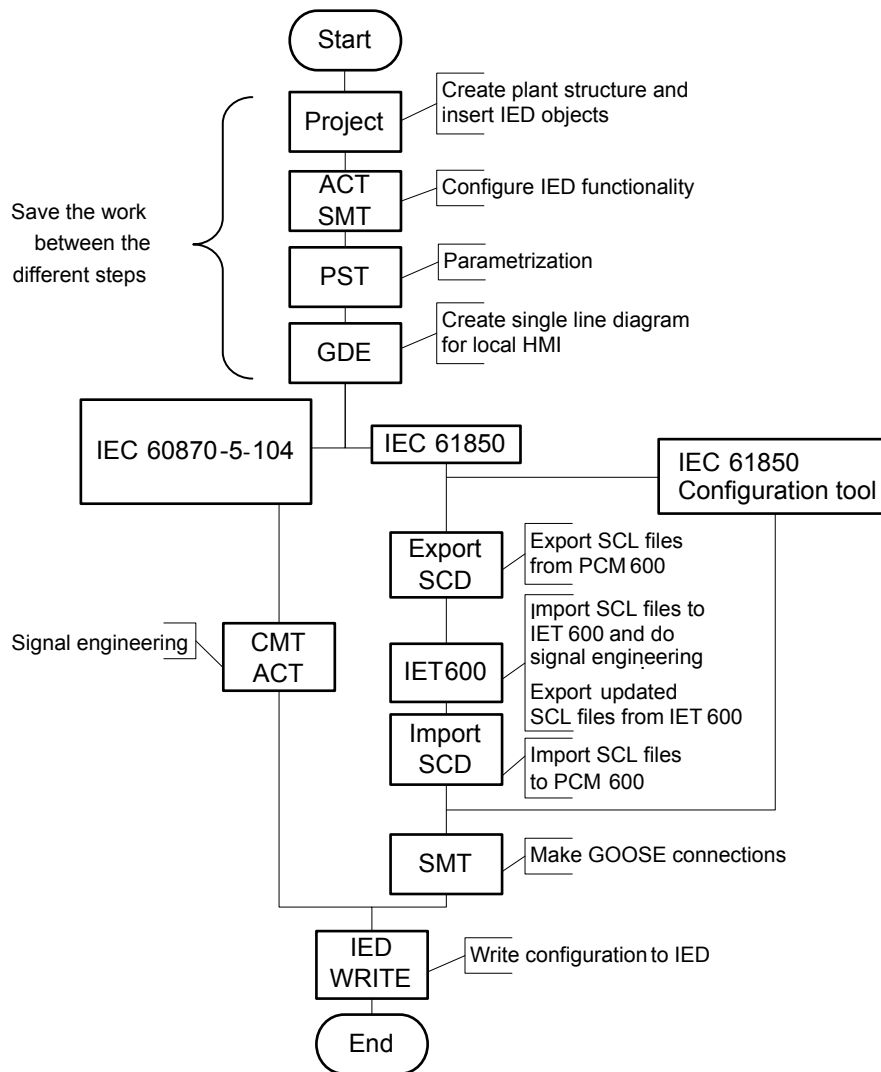 Start
Project
Create plant structure and
insert IED objects
ACT
SMT
Configure IED functionality
Save the work
between the
different steps
PST
Parametrization
GDE
Create single line diagram
for local HMI
IEC 60870-5-104
IEC 61850
IEC 61850
Configuration tool
Export
SCD
Export SCL files
from PCM 600
Signal engineering
CMT
ACT
IET600
Import SCL files to
IET 600 and do
signal engineering
Export updated
SCL files from IET 600
Import
SCD
Import SCL files
to PCM 600
SMT
Make GOOSE connections
IED
WRITE
Write configuration to IED
End